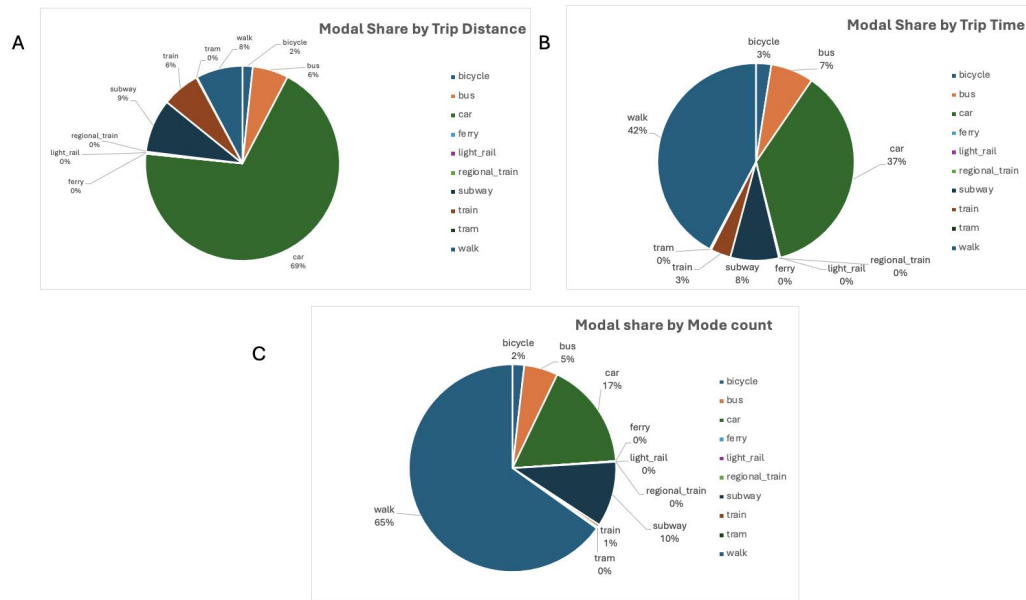 A
Modal Share by Trip Distance
walk
8%
bicycle
2%
tram
0%
train
6%
bus
6%
subway
9%
regional_train
0%
light_rail
0%
ferry
0%
car
69%
bicycle
bus
car
ferry
light_rail
regional_train
subway
train
tram
walk
B
Modal Share by Trip Time
bicycle
3%
bus
7%
walk
42%
car
37%
tram
0%
train
3%
subway
8%
ferry
0%
light_rail
0%
regional_train
0%
bicycle
bus
car
ferry
light_rail
regional_train
subway
train
tram
walk
C
Modal share by Mode count
bicycle
2%
bus
5%
car
17%
ferry
0%
light_rail
0%
regional_train
0%
subway
10%
train
1%
tram
0%
walk
65%
bicycle
bus
car
ferry
light_rail
regional_train
subway
train
tram
walk